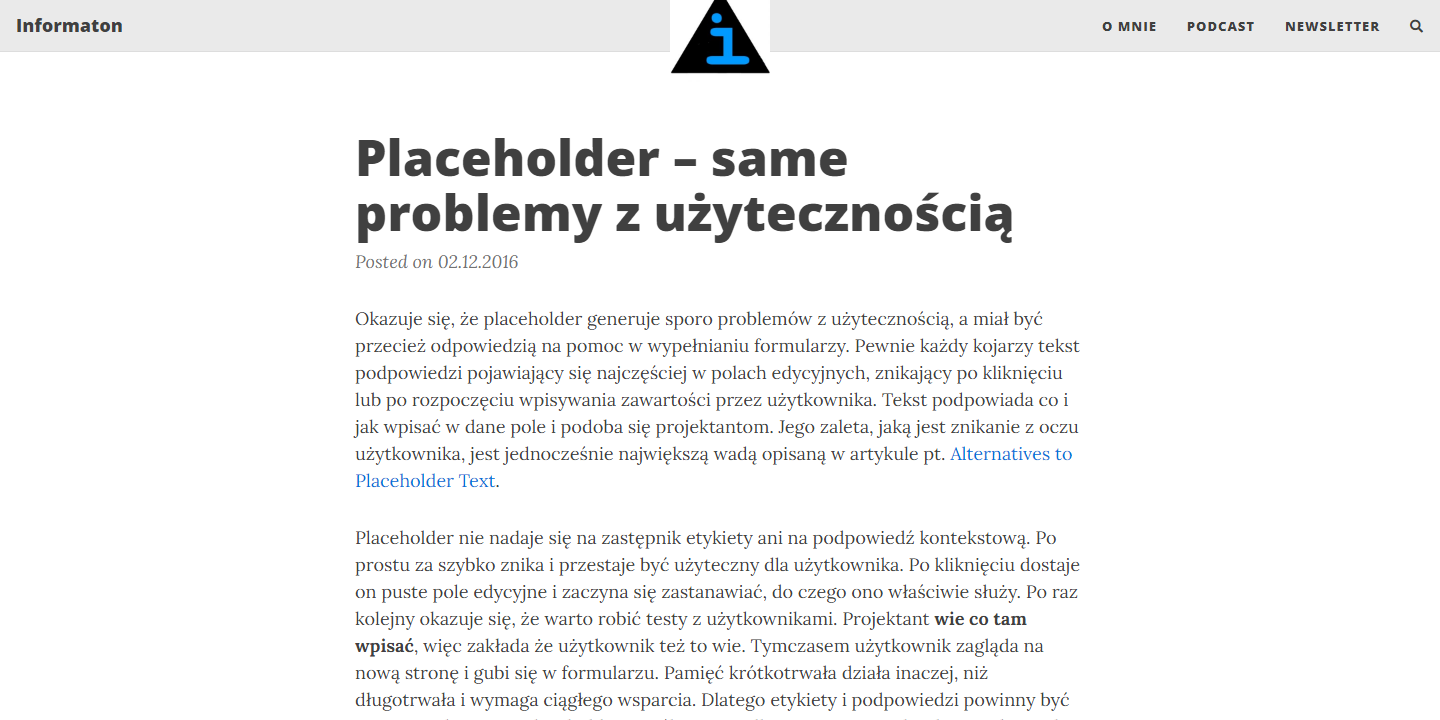 Informaton
i
O MNIE PODCAST NEWSLETTER
Placeholder – same
problemy z użytecznością
Posted on 02.12.2016
Okazuje się, że placeholder generuje sporo problemów z użytecznością, a miał być
przecież odpowiedzią na pomoc w wypełnianiu formularzy. Pewnie każdy kojarzy tekst
podpowiedzi pojawiający się najczęściej w polach edycyjnych, znikający po kliknięciu
lub po rozpoczęciu wpisywania zawartości przez użytkownika. Tekst podpowiada co i
jak wpisać w dane pole i podoba się projektantom. Jego zaleta, jaką jest znikanie z oczu
użytkownika, jest jednocześnie największą wadą opisaną w artykule pt. Alternatives to
Placeholder Text.
Placeholder nie nadaje się na zastępnik etykiety ani na podpowiedź kontekstową. Po
prostu za szybko znika i przestaje być użyteczny dla użytkownika. Po kliknięciu dostaje
on puste pole edycyjne i zaczyna się zastanawiać, do czego ono właściwie służy. Po raz
kolejny okazuje się, że warto robić testy z użytkownikami. Projektant wie co tam
wpisać, więc zakłada że użytkownik też to wie. Tymczasem użytkownik zagląda na
nową stronę i gubi się w formularzu. Pamięć krótkotrwała działa inaczej, niż
długotrwała i wymaga ciągłego wsparcia. Dlatego etykiety i podpowiedzi powinny być